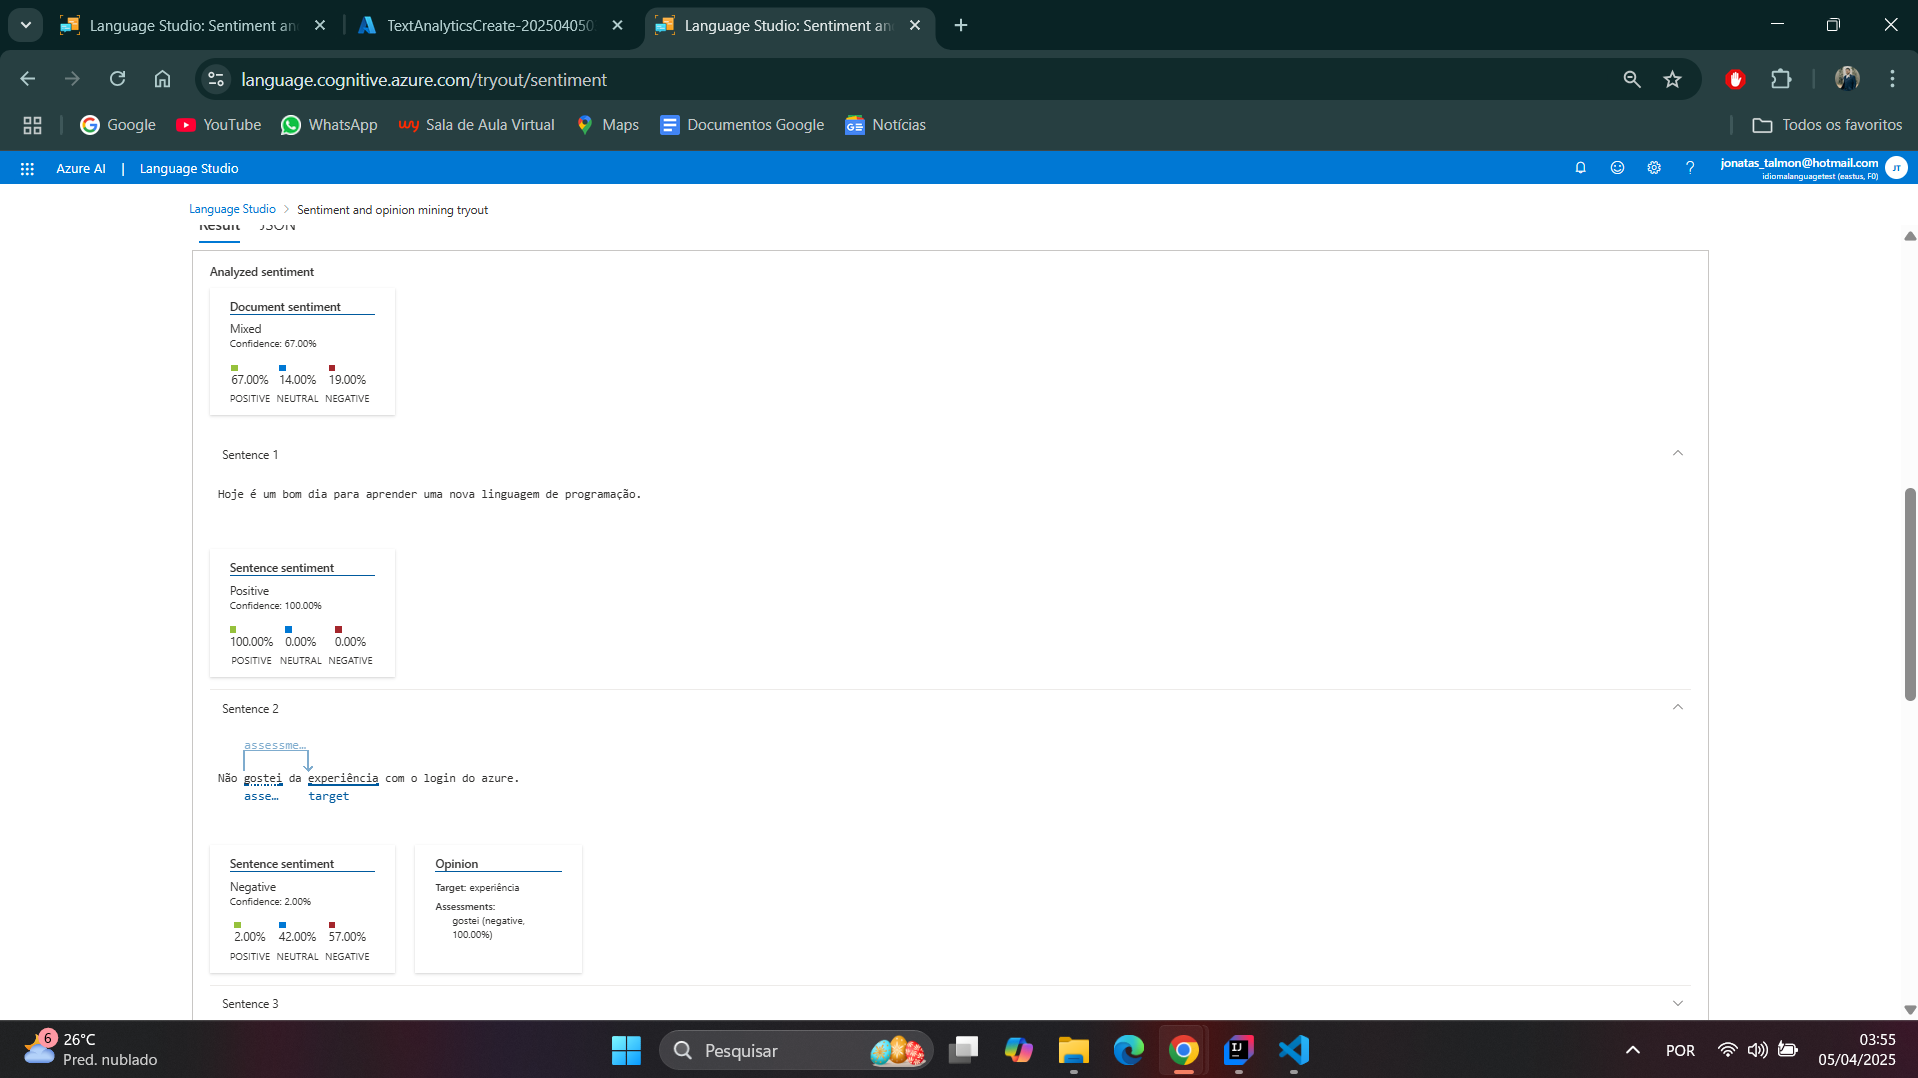 Language Studio: Sentiment an
TextAnalyticsCreate-202504050
Language Studio: Sentiment an
language.cognitive.azure.com/tryout/sentiment
Google
YouTube
WhatsApp
Sala de Aula Virtual
Maps
Documentos Google
Notícias
Todos os favoritos
Azure AI | Language Studio
jonatas_talmon@hotmail.com
idiomalanguagetest (eastus, F0)
JT
Language Studio > Sentiment and opinion mining tryout
Result JSON
Analyzed sentiment
Document sentiment
Mixed
Confidence: 67.00%
67.00% 14.00% 19.00%
POSITIVE NEUTRAL NEGATIVE
Sentence 1
Hoje é um bom dia para aprender uma nova linguagem de programação.
Sentence sentiment
Positive
Confidence: 100.00%
100.00% 0.00% 0.00%
POSITIVE NEUTRAL NEGATIVE
Sentence 2
assessme…
Não gostei da experiência com o login do azure.
asse… target
Sentence sentiment
Negative
Confidence: 2.00%
2.00% 42.00% 57.00%
POSITIVE NEUTRAL NEGATIVE
Opinion
Target: experiência
Assessments:
gostei (negative,
100.00%)
Sentence 3
6
26°C
Pred. nublado
Pesquisar
POR
03:55
05/04/2025